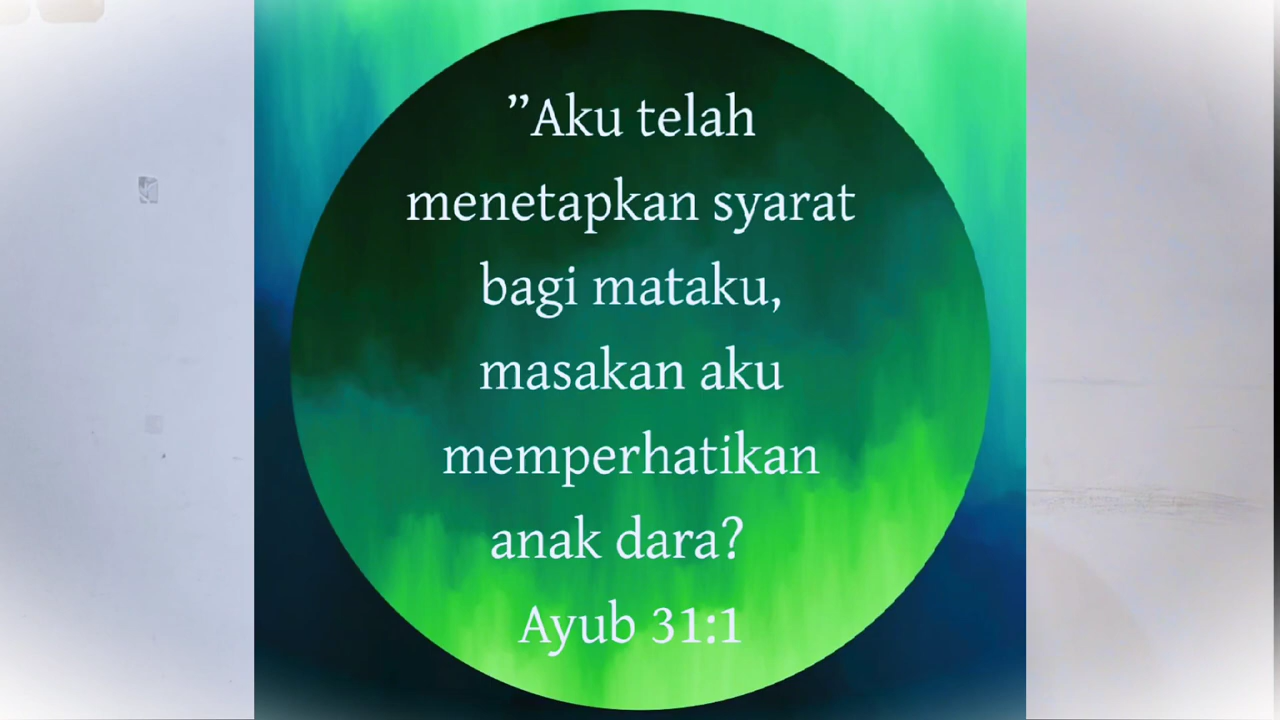 ”Aku telah
menetapkan syarat
bagi mataku,
masakan aku
memperhatikan
anak dara?
Ayub 31:1